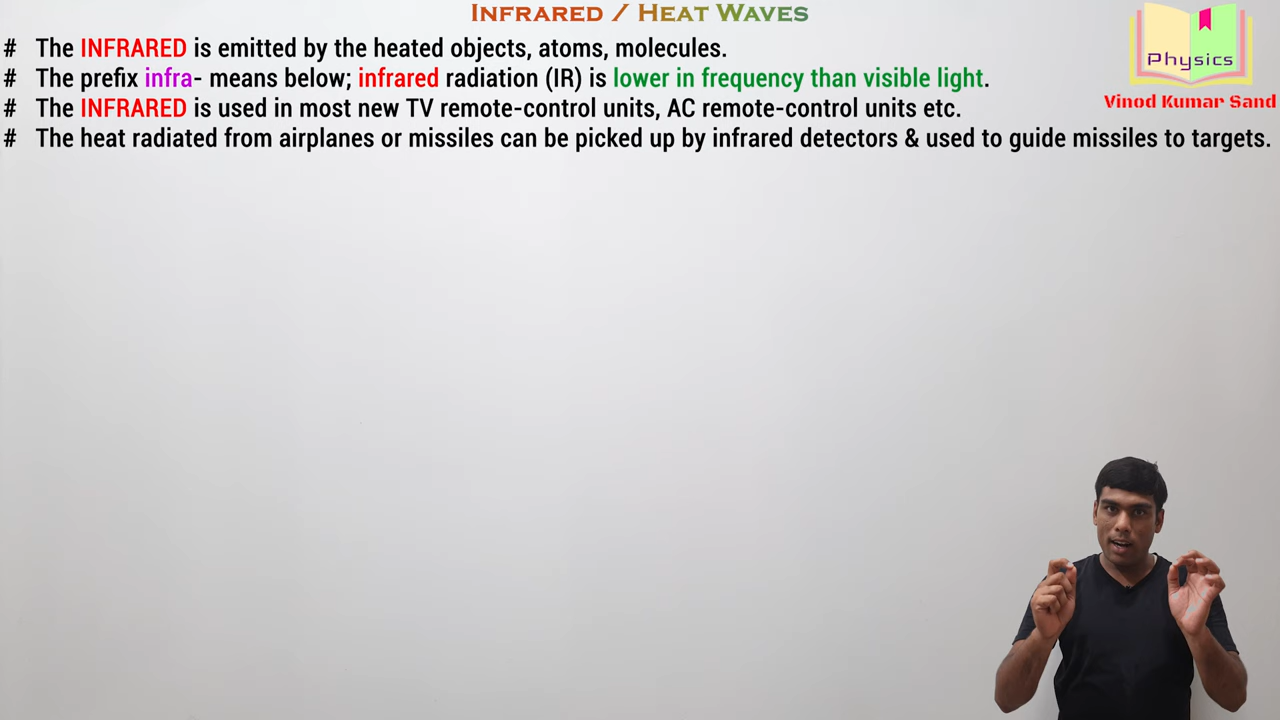 INFRARED / HEAT WAVES
# The INFRARED is emitted by the heated objects, atoms, molecules.
# The prefix infra- means below; infrared radiation (IR) is lower in frequency than visible light.
# The INFRARED is used in most new TV remote-control units, AC remote-control units etc.
# The heat radiated from airplanes or missiles can be picked up by infrared detectors & used to guide missiles to targets.
Physics
Vinod Kumar Sand